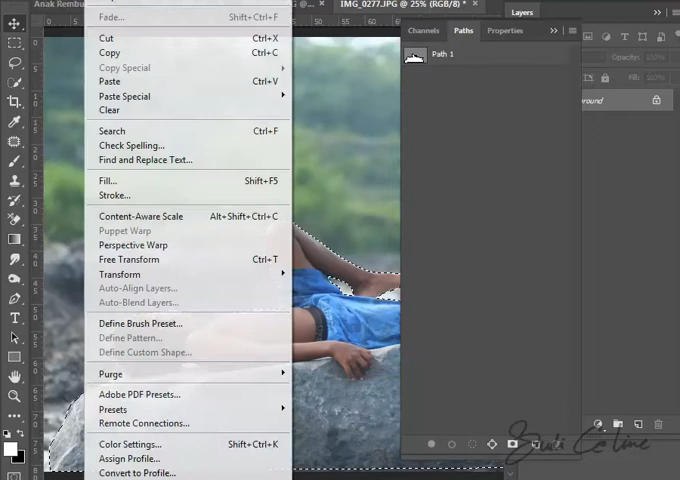 Anak Rembu
IMG_0277.JPG @ 25% (RGB/8) *
Layers
Fade... Shift+Ctrl+F
Cut Ctrl+X
Copy Ctrl+C
Copy Special
Paste Ctrl+V
Paste Special
Clear
Search Ctrl+F
Check Spelling...
Find and Replace Text...
Fill... Shift+F5
Stroke...
Content-Aware Scale Alt+Shift+Ctrl+C
Puppet Warp
Perspective Warp
Free Transform Ctrl+T
Transform
Auto-Align Layers...
Auto-Blend Layers...
Define Brush Preset...
Define Pattern...
Define Custom Shape...
Purge
Adobe PDF Presets...
Presets
Remote Connections...
Color Settings... Shift+Ctrl+K
Assign Profile...
Convert to Profile...
Channels Paths Properties
Path 1
Opacity: 100%
Fill: 100%
round